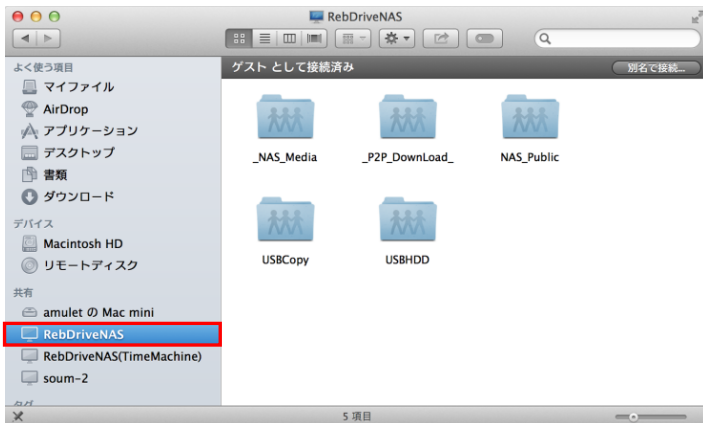 RebDriveNAS
よく使う項目
マイファイル
AirDrop
アプリケーション
デスクトップ
書類
ダウンロード
デバイス
Macintosh HD
リモートディスク
共有
amulet の Mac mini
RebDriveNAS
RebDriveNAS(TimeMachine)
soum-2
タグ
ゲスト として接続済み
別名で接続...
_NAS_Media
_P2P_DownLoad_
NAS_Public
USBCopy
USBHDD
5 項目